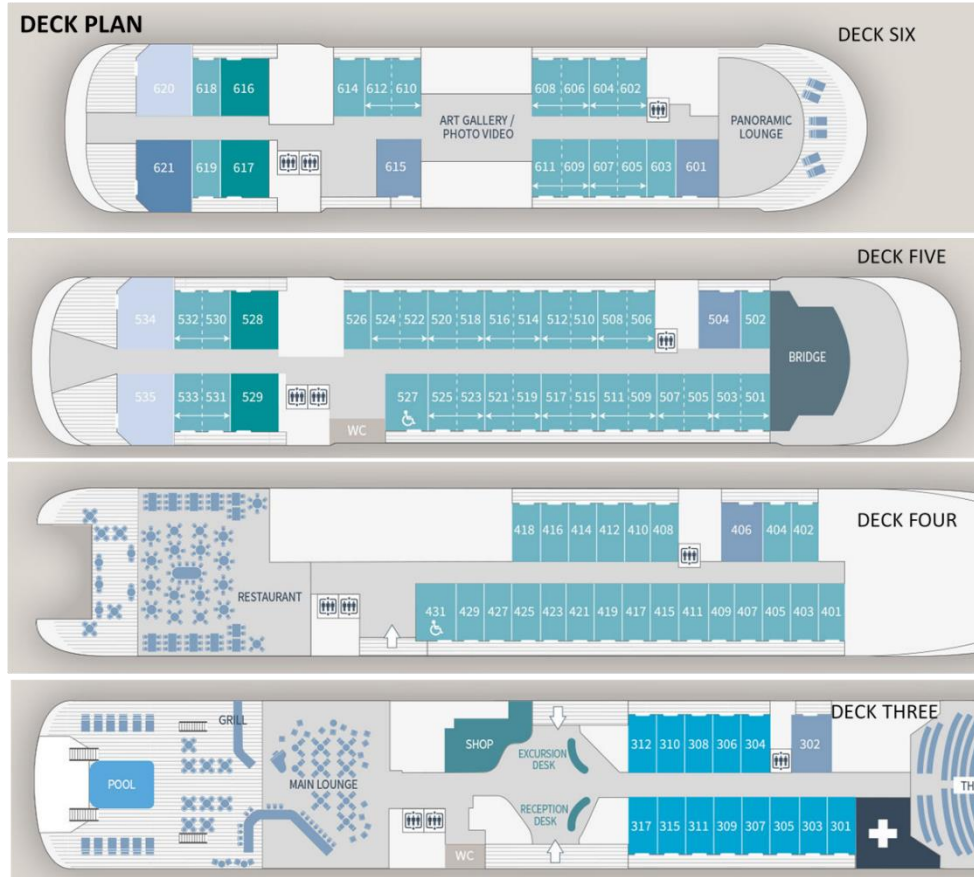 DECK PLAN
DECK SIX
620 618 616 614 612 610 608 606 604 602
ART GALLERY /
PHOTO VIDEO
PANORAMIC
LOUNGE
621 619 617 615 611 609 607 605 603 601
DECK FIVE
534 532 530 528 526 524 522 520 518 516 514 512 510 508 506 504 502
BRIDGE
535 533 531 529 527 525 523 521 519 517 515 511 509 507 505 503 501
WC
DECK FOUR
418 416 414 412 410 408 406 404 402
RESTAURANT
431 429 427 425 423 421 419 417 415 411 409 407 405 403 401
DECK THREE
GRILL
SHOP
EXCURSION
DESK
312 310 308 306 304 302
POOL
MAIN LOUNGE
TH
RECEPTION
DESK
317 315 311 309 307 305 303 301
WC